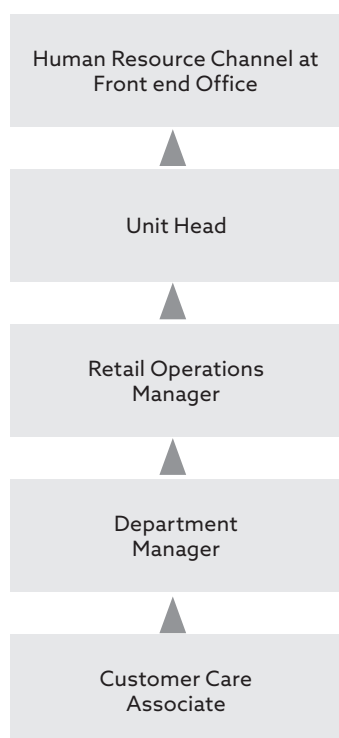 Human Resource Channel at
Front end Office
Unit Head
Retail Operations
Manager
Department
Manager
Customer Care
Associate